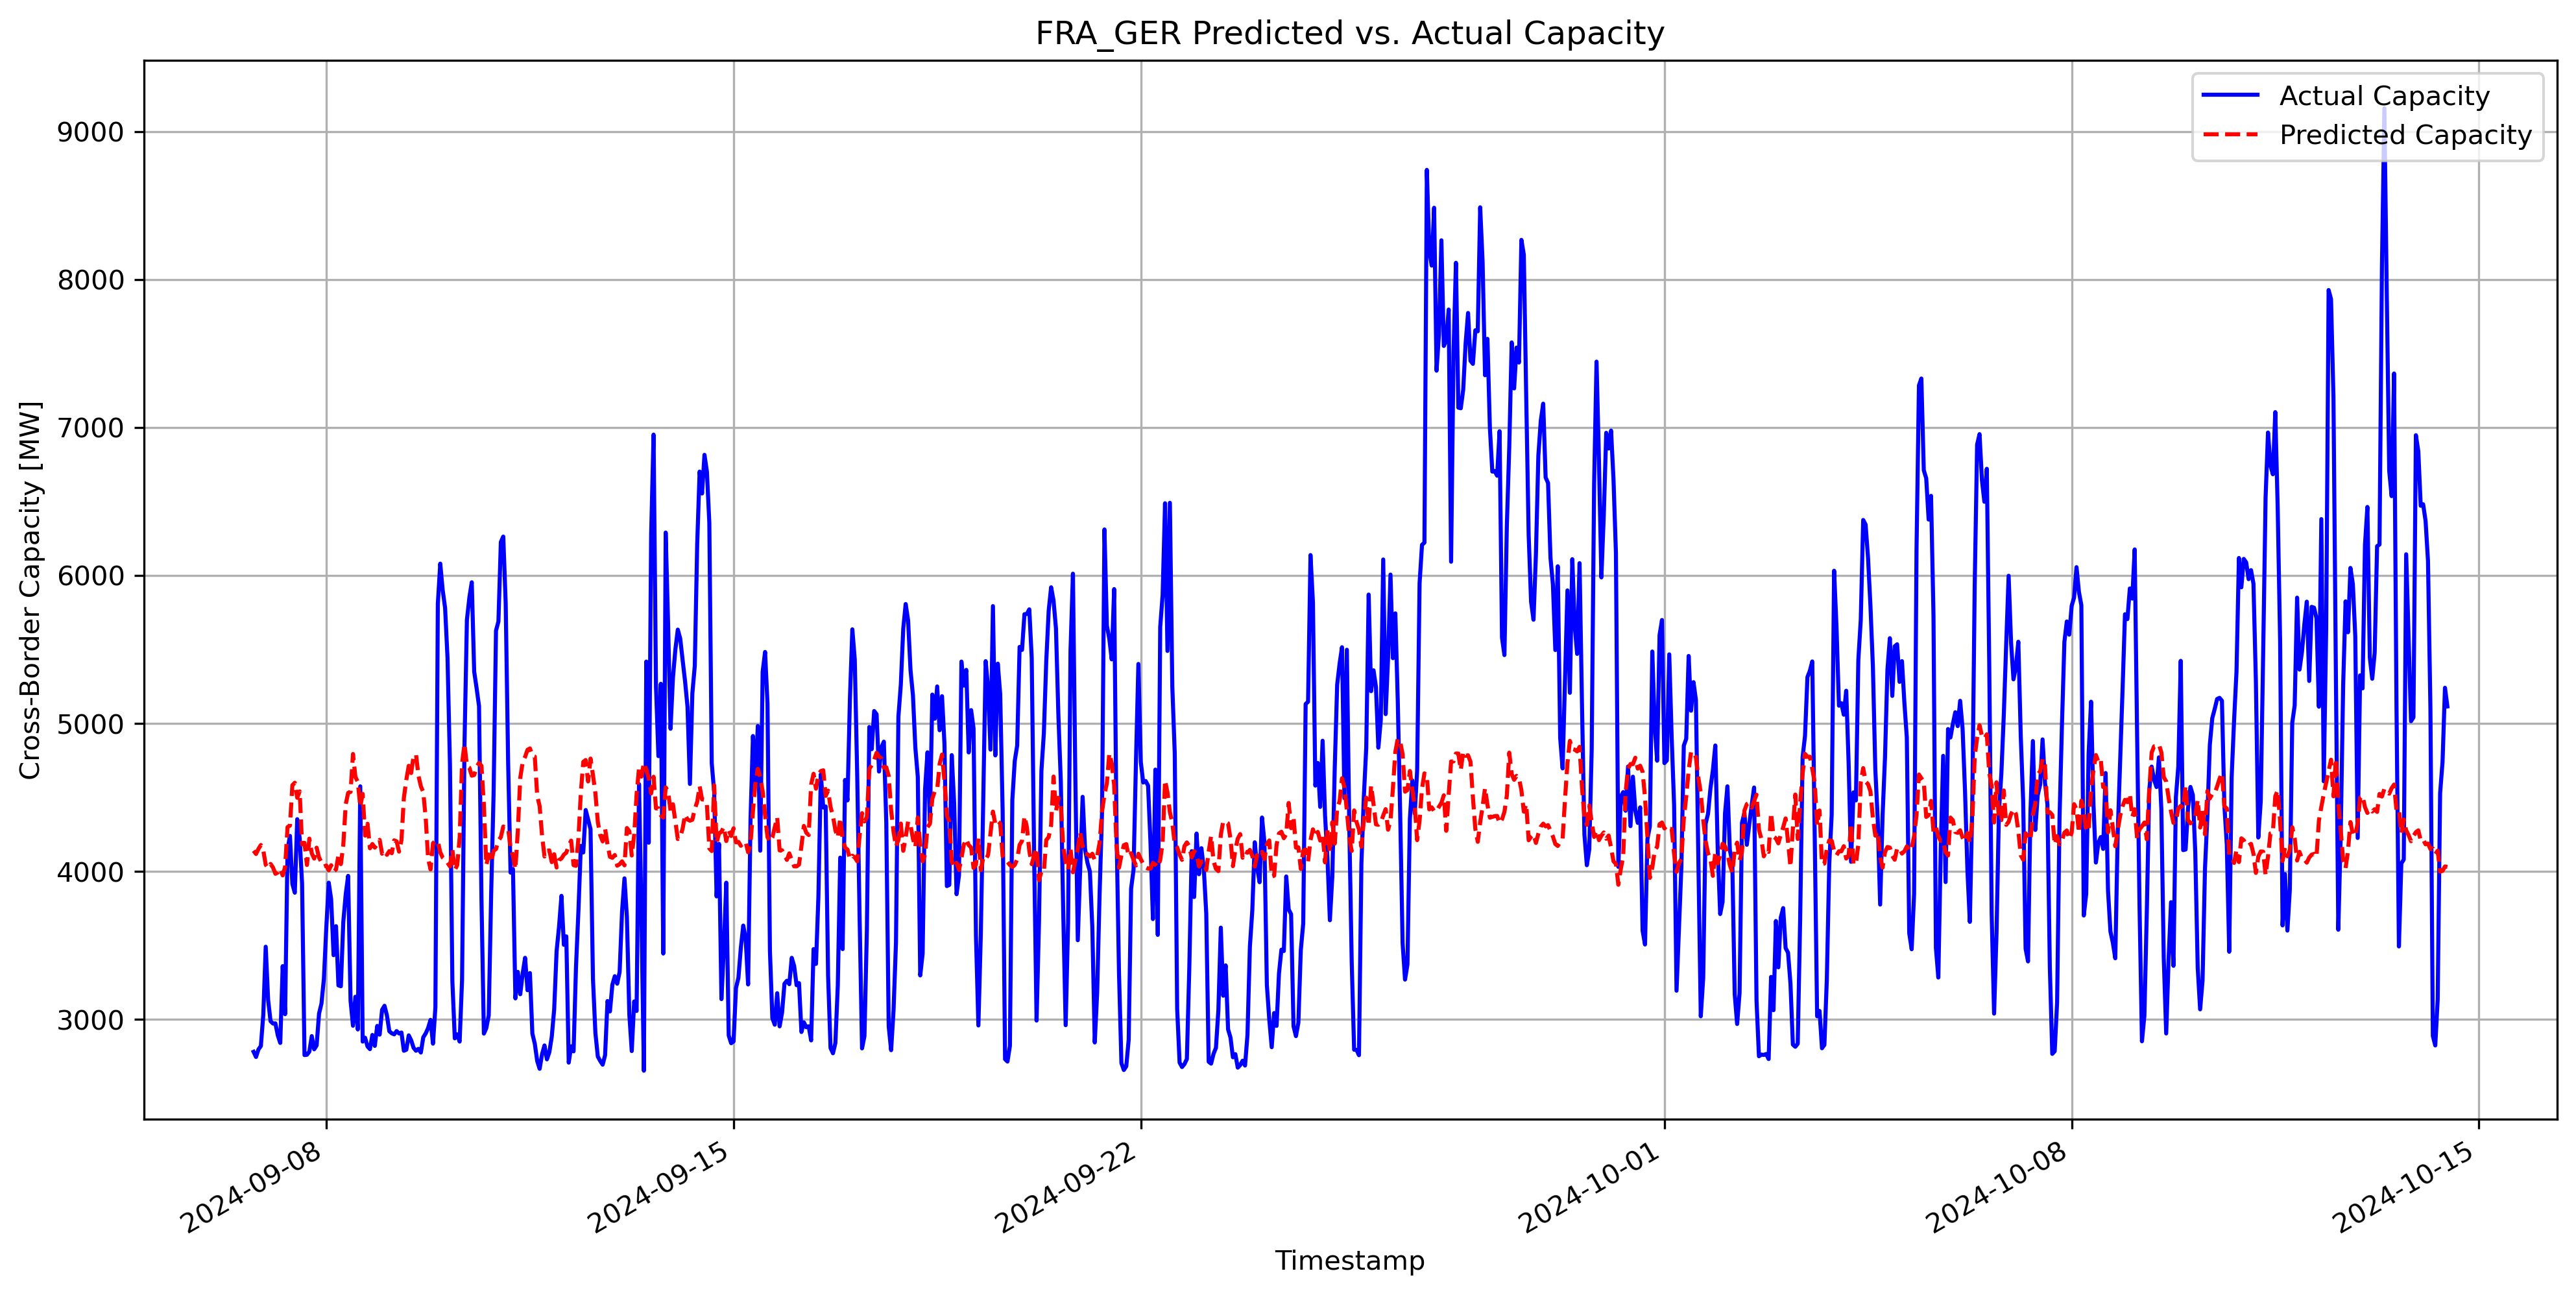 FRA_GER Predicted vs. Actual Capacity
Actual Capacity
Predicted Capacity
9000
8000
7000
6000
5000
4000
3000
Cross-Border Capacity [MW]
2024-09-08
2024-09-15
2024-09-22
2024-10-01
2024-10-08
2024-10-15
Timestamp